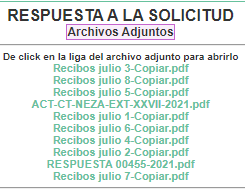 RESPUESTA A LA SOLICITUD
Archivos Adjuntos
De click en la liga del archivo adjunto para abrirlo
Recibos julio 3-Copiar.pdf
Recibos julio 8-Copiar.pdf
Recibos julio 5-Copiar.pdf
ACT-CT-NEZA-EXT-XXVII-2021.pdf
Recibos julio 1-Copiar.pdf
Recibos julio 6-Copiar.pdf
Recibos julio 4-Copiar.pdf
Recibos julio 2-Copiar.pdf
RESPUESTA 00455-2021.pdf
Recibos julio 7-Copiar.pdf